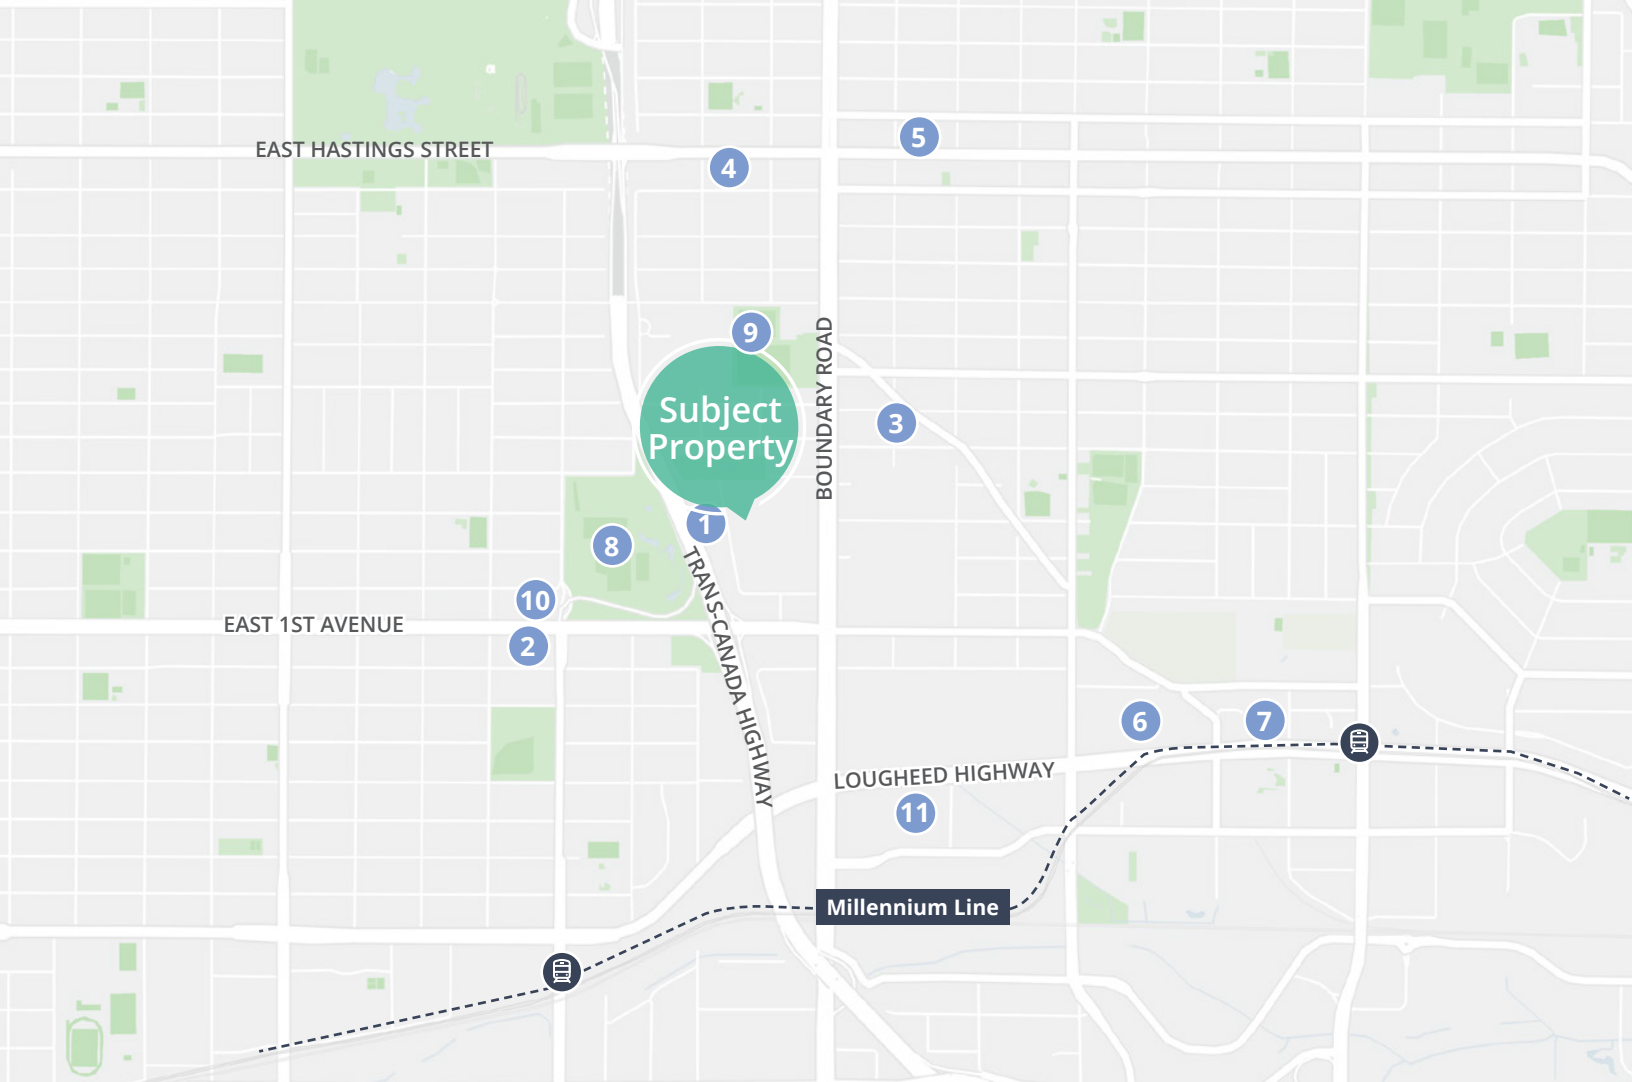 EAST HASTINGS STREET
5
4
9
BOUNDARY ROAD
Subject
Property
3
1
8
TRANS-CANADA HIGHWAY
10
EAST 1ST AVENUE
2
6
7
LOUGHEED HIGHWAY
11
Millennium Line